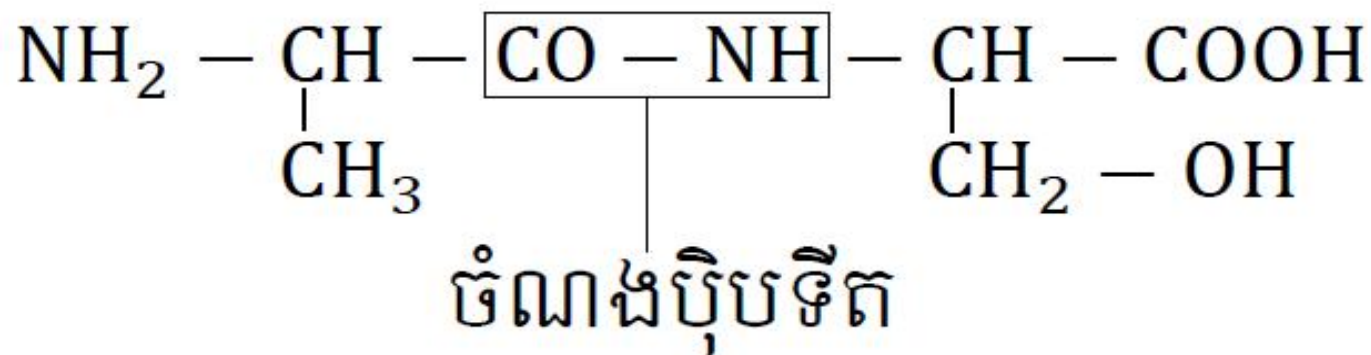 NH₂ – CH – CO – NH – CH – COOH
CH₃ CH₂ – OH
ចំណងប៉ិបទីត